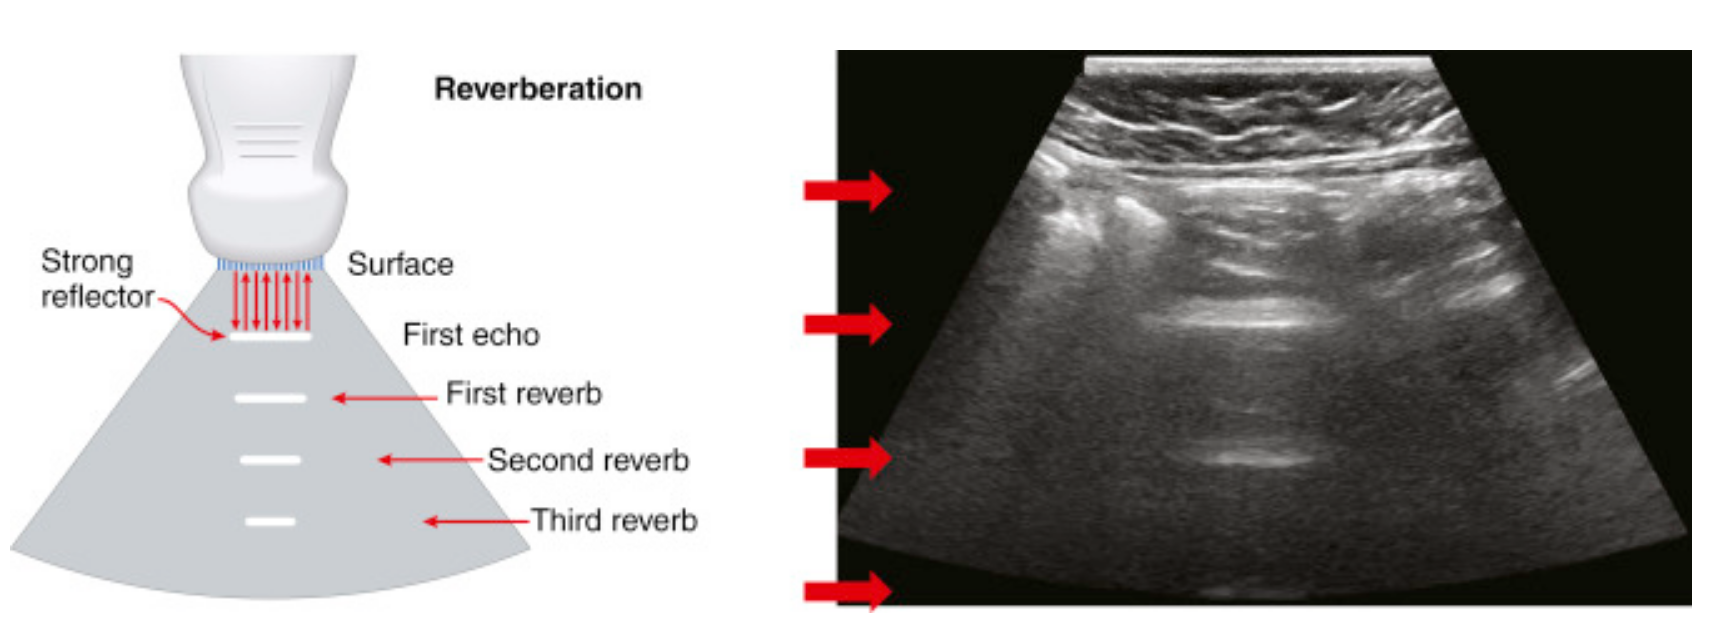 Reverberation
Strong
reflector
Surface
First echo
First reverb
Second reverb
Third reverb